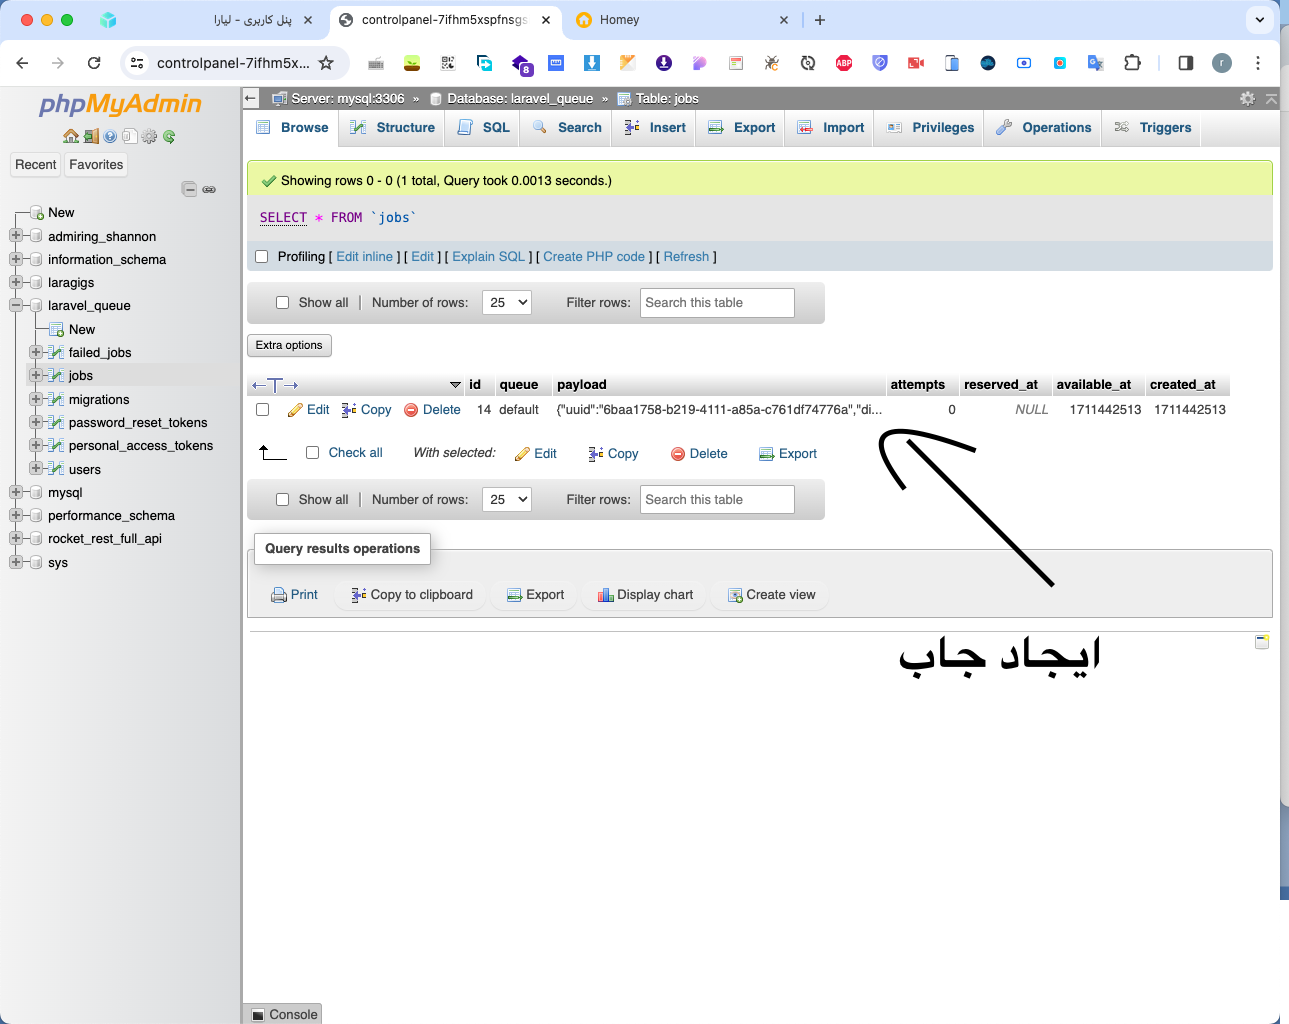 پنل کاربری - لیارا
controlpanel-7ifhm5xspfnsgs
Homey
controlpanel-7ifhm5x...
8
ABP
r
phpMyAdmin
Recent
Favorites
New
admiring_shannon
information_schema
laragigs
laravel_queue
New
failed_jobs
jobs
migrations
password_reset_tokens
personal_access_tokens
users
mysql
performance_schema
rocket_rest_full_api
sys
Server: mysql:3306 » Database: laravel_queue » Table: jobs
Browse Structure SQL Search Insert Export Import Privileges Operations Triggers
Showing rows 0 - 0 (1 total, Query took 0.0013 seconds.)
SELECT * FROM `jobs`
Profiling [ Edit inline ] [ Edit ] [ Explain SQL ] [ Create PHP code ] [ Refresh ]
Show all | Number of rows: 25 Filter rows: Search this table
Extra options
id queue payload attempts reserved_at available_at created_at
Edit Copy Delete 14 default {"uuid":"6baa1758-b219-4111-a85a-c761df74776a","di... 0 NULL 1711442513 1711442513
Check all With selected: Edit Copy Delete Export
Show all | Number of rows: 25 Filter rows: Search this table
Query results operations
Print Copy to clipboard Export Display chart Create view
ایجاد جاب
Console